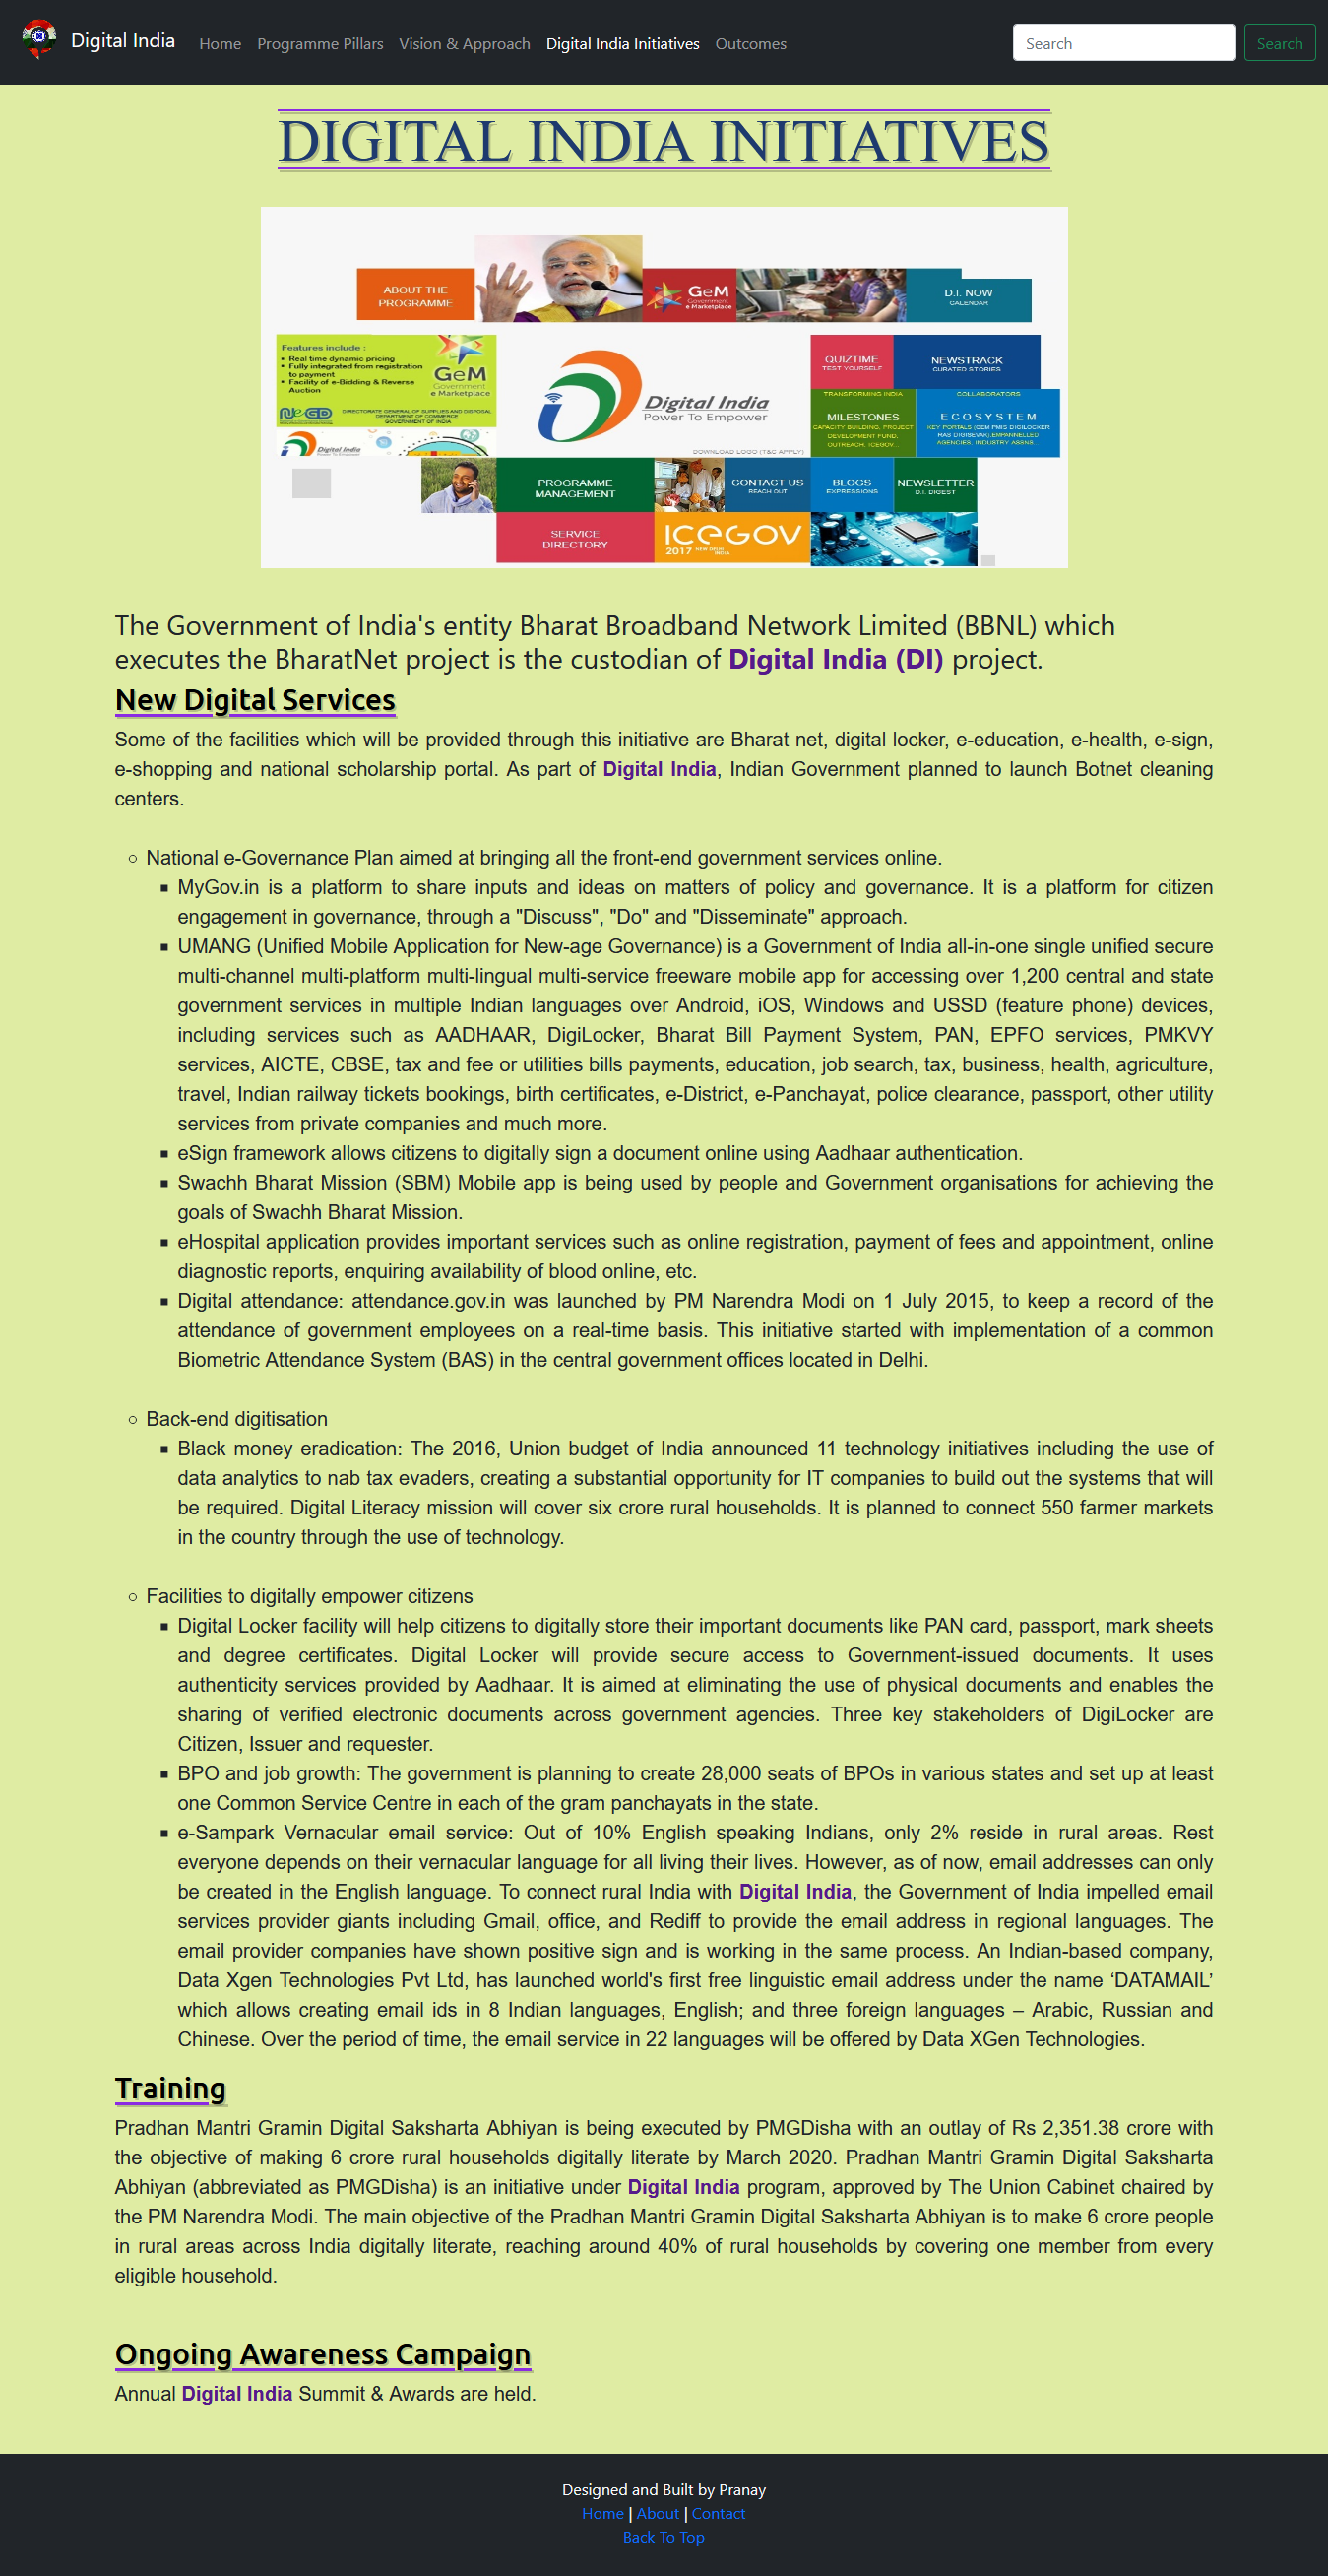 Digital India
Home
Programme Pillars
Vision & Approach
Digital India Initiatives
Outcomes
Search
Search
DIGITAL INDIA INITIATIVES
ABOUT THE
PROGRAMME
GeM
Government
e Marketplace
D.I. NOW
CALENDAR
Features include :
• Real time dynamic pricing
• Fully integrated from registration
to payment
• Facility of e-Bidding & Reverse
Auction
GeM
Government
e Marketplace
NeGD
DIRECTORATE GENERAL OF SUPPLIES AND DISPOSAL
DEPARTMENT OF COMMERCE
GOVERNMENT OF INDIA
Digital India
Power To Empower
Digital India
Power To Empower
DOWNLOAD LOGO (T&C APPLY)
QUIZTIME
TEST YOURSELF
NEWSTRACK
CURATED STORIES
TRANSFORMING INDIA
MILESTONES
CAPACITY BUILDING, PROJECT
DEVELOPMENT FUND,
OUTREACH, ICEGOV...
COLLABORATORS
ECOSYSTEM
KEY PORTALS (GEM PMIS DIGILOCKER
AGENCIES, INDUSTRY
PROGRAMME
MANAGEMENT
CONTACT US
REACH OUT
BLOGS
EXPRESSIONS
NEWSLETTER
D.I. DIGEST
SERVICE
DIRECTORY
ICEGOV
2017 NEW DELHI
INDIA
The Government of India's entity Bharat Broadband Network Limited (BBNL) which
executes the BharatNet project is the custodian of Digital India (DI) project.
New Digital Services
Some of the facilities which will be provided through this initiative are Bharat net, digital locker, e-education, e-health, e-sign,
e-shopping and national scholarship portal. As part of Digital India, Indian Government planned to launch Botnet cleaning
centers.
National e-Governance Plan aimed at bringing all the front-end government services online.
MyGov.in is a platform to share inputs and ideas on matters of policy and governance. It is a platform for citizen
engagement in governance, through a "Discuss", "Do" and "Disseminate" approach.
UMANG (Unified Mobile Application for New-age Governance) is a Government of India all-in-one single unified secure
multi-channel multi-platform multi-lingual multi-service freeware mobile app for accessing over 1,200 central and state
government services in multiple Indian languages over Android, iOS, Windows and USSD (feature phone) devices,
including services such as AADHAAR, DigiLocker, Bharat Bill Payment System, PAN, EPFO services, PMKVY
services, AICTE, CBSE, tax and fee or utilities bills payments, education, job search, tax, business, health, agriculture,
travel, Indian railway tickets bookings, birth certificates, e-District, e-Panchayat, police clearance, passport, other utility
services from private companies and much more.
eSign framework allows citizens to digitally sign a document online using Aadhaar authentication.
Swachh Bharat Mission (SBM) Mobile app is being used by people and Government organisations for achieving the
goals of Swachh Bharat Mission.
eHospital application provides important services such as online registration, payment of fees and appointment, online
diagnostic reports, enquiring availability of blood online, etc.
Digital attendance: attendance.gov.in was launched by PM Narendra Modi on 1 July 2015, to keep a record of the
attendance of government employees on a real-time basis. This initiative started with implementation of a common
Biometric Attendance System (BAS) in the central government offices located in Delhi.
Back-end digitisation
Black money eradication: The 2016, Union budget of India announced 11 technology initiatives including the use of
data analytics to nab tax evaders, creating a substantial opportunity for IT companies to build out the systems that will
be required. Digital Literacy mission will cover six crore rural households. It is planned to connect 550 farmer markets
in the country through the use of technology.
Facilities to digitally empower citizens
Digital Locker facility will help citizens to digitally store their important documents like PAN card, passport, mark sheets
and degree certificates. Digital Locker will provide secure access to Government-issued documents. It uses
authenticity services provided by Aadhaar. It is aimed at eliminating the use of physical documents and enables the
sharing of verified electronic documents across government agencies. Three key stakeholders of DigiLocker are
Citizen, Issuer and requester.
BPO and job growth: The government is planning to create 28,000 seats of BPOs in various states and set up at least
one Common Service Centre in each of the gram panchayats in the state.
e-Sampark Vernacular email service: Out of 10% English speaking Indians, only 2% reside in rural areas. Rest
everyone depends on their vernacular language for all living their lives. However, as of now, email addresses can only
be created in the English language. To connect rural India with Digital India, the Government of India impelled email
services provider giants including Gmail, office, and Rediff to provide the email address in regional languages. The
email provider companies have shown positive sign and is working in the same process. An Indian-based company,
Data Xgen Technologies Pvt Ltd, has launched world's first free linguistic email address under the name ‘DATAMAIL’
which allows creating email ids in 8 Indian languages, English; and three foreign languages – Arabic, Russian and
Chinese. Over the period of time, the email service in 22 languages will be offered by Data XGen Technologies.
Training
Pradhan Mantri Gramin Digital Saksharta Abhiyan is being executed by PMGDisha with an outlay of Rs 2,351.38 crore with
the objective of making 6 crore rural households digitally literate by March 2020. Pradhan Mantri Gramin Digital Saksharta
Abhiyan (abbreviated as PMGDisha) is an initiative under Digital India program, approved by The Union Cabinet chaired by
the PM Narendra Modi. The main objective of the Pradhan Mantri Gramin Digital Saksharta Abhiyan is to make 6 crore people
in rural areas across India digitally literate, reaching around 40% of rural households by covering one member from every
eligible household.
Ongoing Awareness Campaign
Annual Digital India Summit & Awards are held.
Designed and Built by Pranay
Home | About | Contact
Back To Top